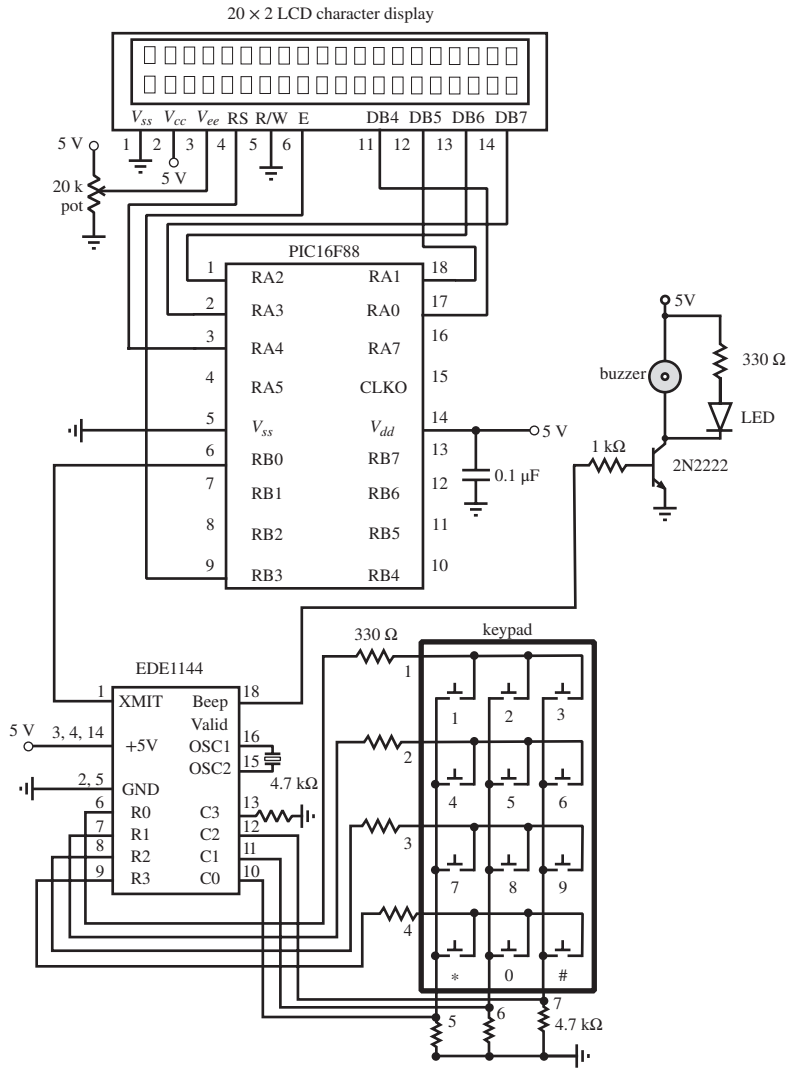 20 × 2 LCD character display
Vss Vcc Vee RS R/W E DB4 DB5 DB6 DB7
1 2 3 4 5 6 11 12 13 14
5 V
5 V
20 k
pot
PIC16F88
1 RA2 RA1 18
2 RA3 RA0 17
3 RA4 RA7 16
4 RA5 CLKO 15
5 Vss Vdd 14
5 V
6 RB0 RB7 13
7 RB1 RB6 12
8 RB2 RB5 11
9 RB3 RB4 10
0.1 µF
5V
buzzer
330 Ω
LED
1 kΩ
2N2222
EDE1144
1 XMIT Beep 18
Valid
5 V 3, 4, 14 +5V OSC1 16
OSC2 15
4.7 kΩ
2, 5 GND
6 R0 C3 13
7 R1 C2 12
8 R2 C1 11
9 R3 C0 10
330 Ω
keypad
1
1 2 3
2
4 5 6
3
7 8 9
4
* 0 #
5 6 7
4.7 kΩ